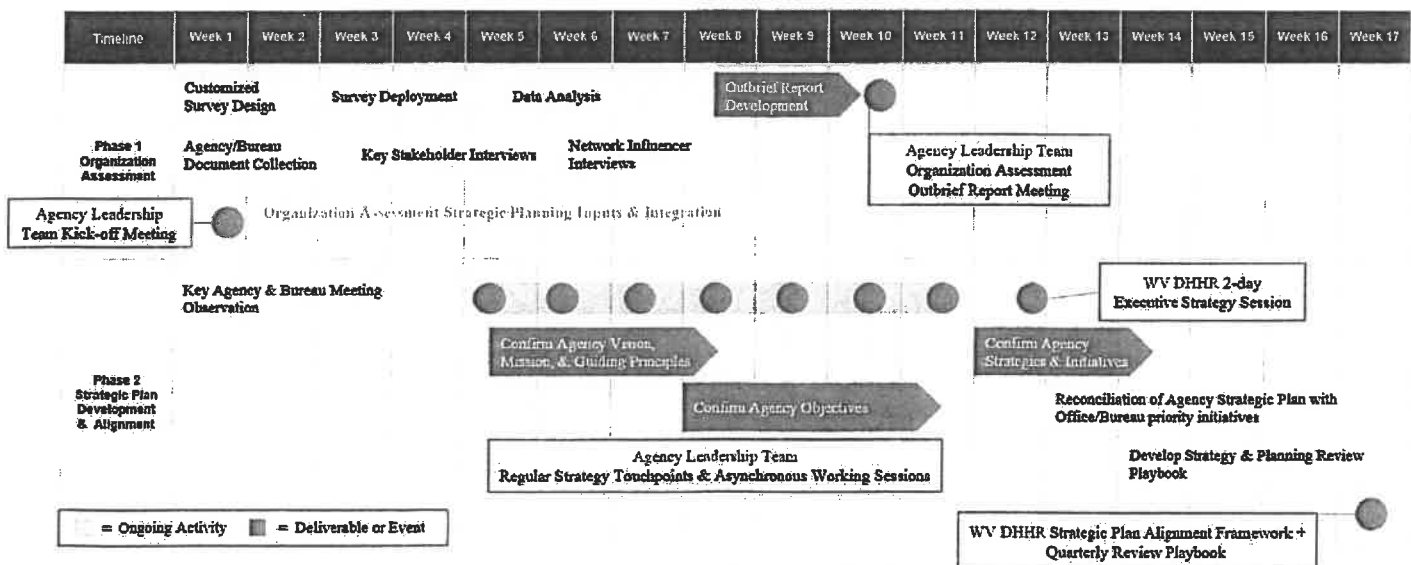 Timeline
Week 1
Week 2
Week 3
Week 4
Week 5
Week 6
Week 7
Week 8
Week 9
Week 10
Week 11
Week 12
Week 13
Week 14
Week 15
Week 16
Week 17
Phase 1
Organization
Assessment
Customized
Survey Design
Survey Deployment
Data Analysis
Outbrief Report
Development
Agency/Bureau
Document Collection
Key Stakeholder Interviews
Network Influencer
Interviews
Agency Leadership Team
Organization Assessment
Outbrief Report Meeting
Agency Leadership
Team Kick-off Meeting
Organization Assessment Strategic Planning Inputs & Integration
Phase 2
Strategic Plan
Development
& Alignment
Key Agency & Bureau Meeting
Observation
WV DHHR 2-day
Executive Strategy Session
Confirm Agency Vision,
Mission, & Guiding Principles
Confirm Agency
Strategies & Initiatives
Confirm Agency Objectives
Reconciliation of Agency Strategic Plan with
Office/Bureau priority initiatives
Agency Leadership Team
Regular Strategy Touchpoints & Asynchronous Working Sessions
Develop Strategy & Planning Review
Playbook
= Ongoing Activity
= Deliverable or Event
WV DHHR Strategic Plan Alignment Framework +
Quarterly Review Playbook